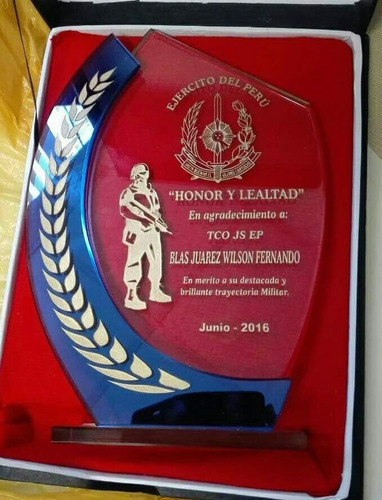 EJERCITO DEL PERÚ
"HONOR Y LEALTAD"
En agradecimiento a:
TCO JS EP
BLAS JUAREZ WILSON FERNANDO
En merito a su destacada y
brillante trayectoria Militar.
Junio - 2016